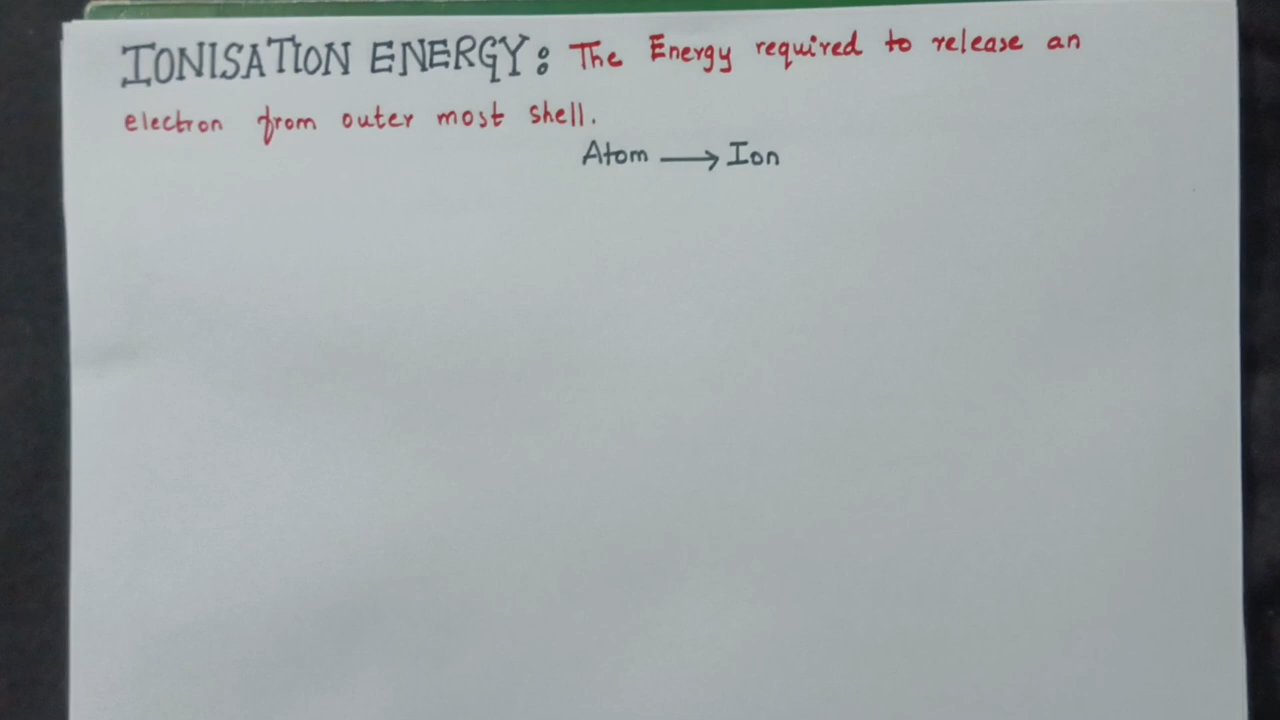 IONISATION ENERGY: The Energy required to release an
electron from outer most shell.
Atom ⟶ Ion